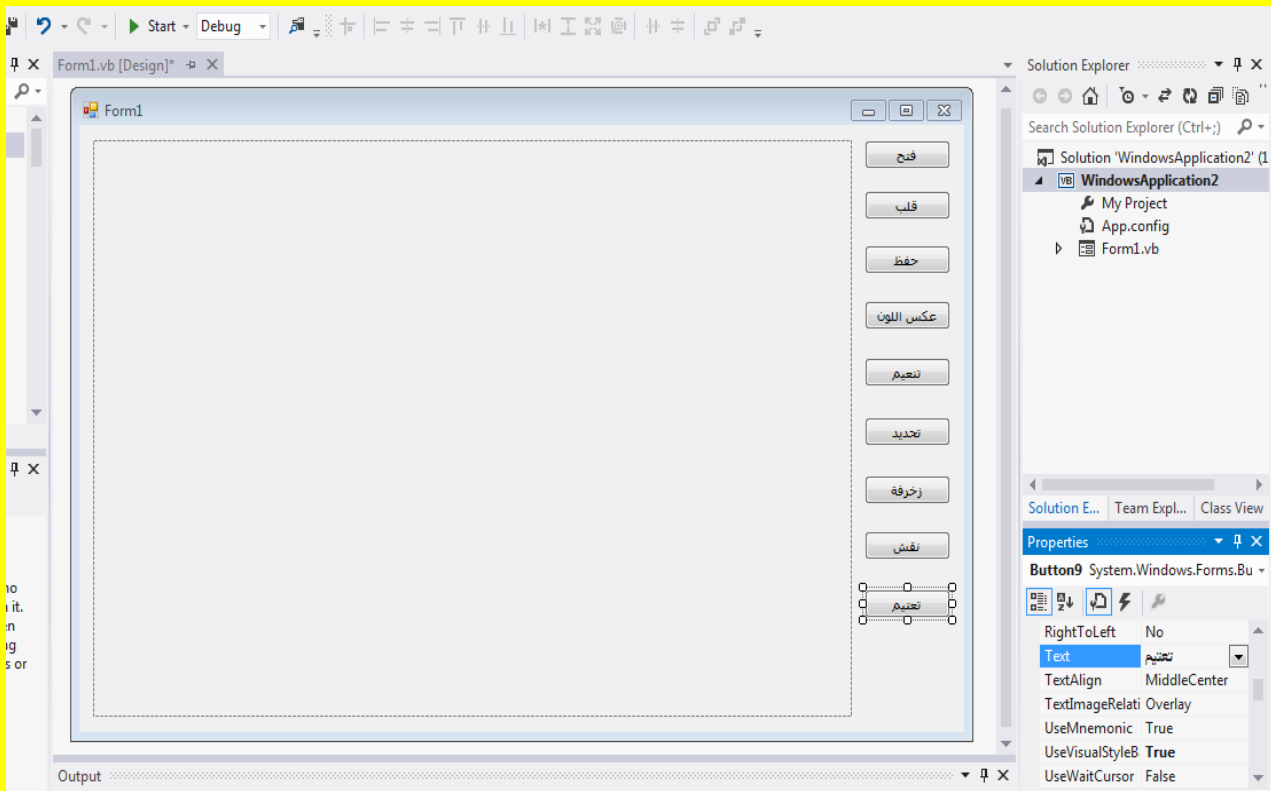 Start
Debug
Form1.vb [Design]*
Form1
فتح
قلب
حفظ
عكس اللون
تنعيم
تحديد
زخرفة
نقش
تعتيم
Output
Solution Explorer
Search Solution Explorer (Ctrl+;)
Solution 'WindowsApplication2' (1
WindowsApplication2
My Project
App.config
Form1.vb
Solution E... Team Expl... Class View
Properties
Button9 System.Windows.Forms.Bu
RightToLeft No
Text تعتيم
TextAlign MiddleCenter
TextImageRelati Overlay
UseMnemonic True
UseVisualStyleB True
UseWaitCursor False